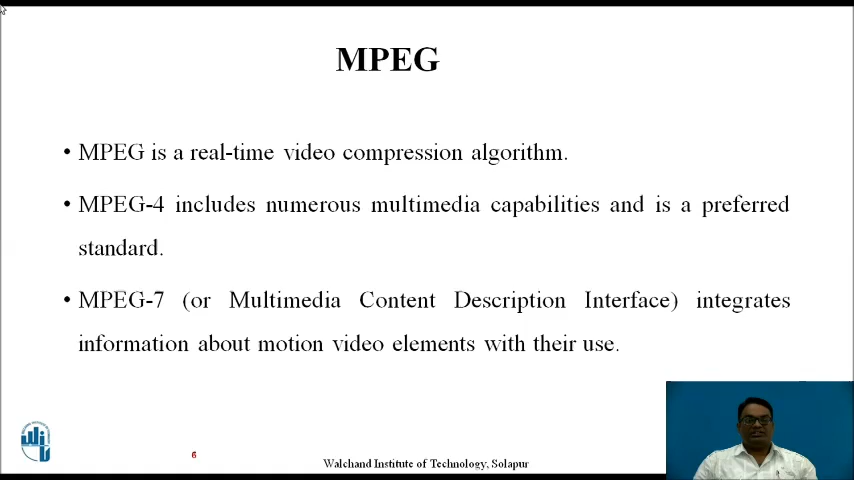 MPEG
• MPEG is a real-time video compression algorithm.
• MPEG-4 includes numerous multimedia capabilities and is a preferred
standard.
• MPEG-7 (or Multimedia Content Description Interface) integrates
information about motion video elements with their use.
6
Walchand Institute of Technology, Solapur